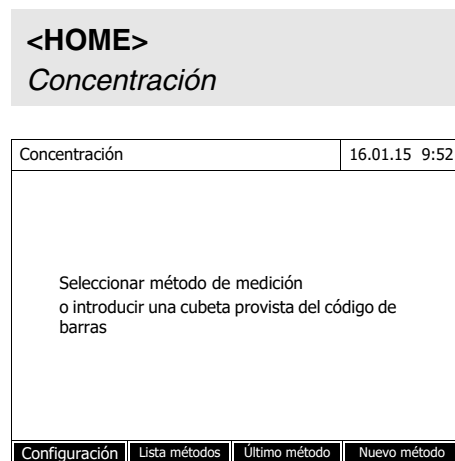 <HOME>
Concentración
Concentración 16.01.15 9:52
Seleccionar método de medición
o introducir una cubeta provista del código de
barras
Configuración Lista métodos Último método Nuevo método